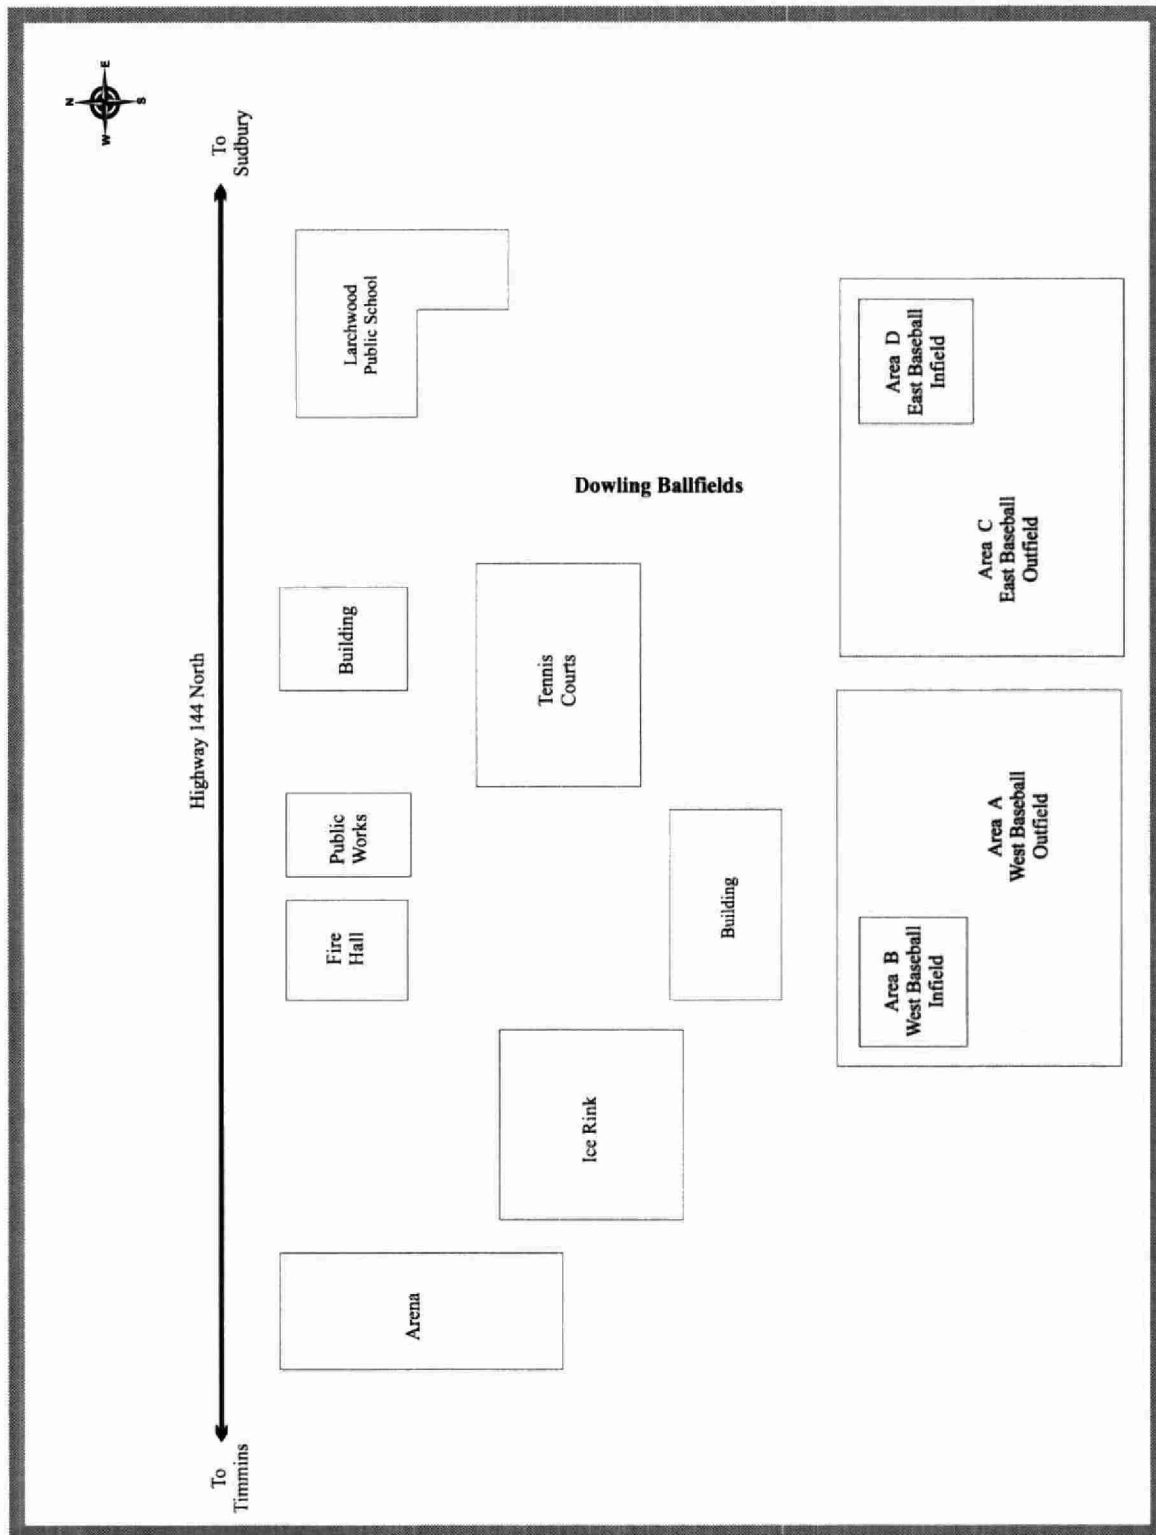 N
E
W
S
Highway 144 North
To
Timmins
To
Sudbury
Arena
Fire
Hall
Public
Works
Building
Larchwood
Public School
Ice Rink
Tennis
Courts
Building
Dowling Ballfields
Area B
West Baseball
Infield
Area A
West Baseball
Outfield
Area C
East Baseball
Outfield
Area D
East Baseball
Infield